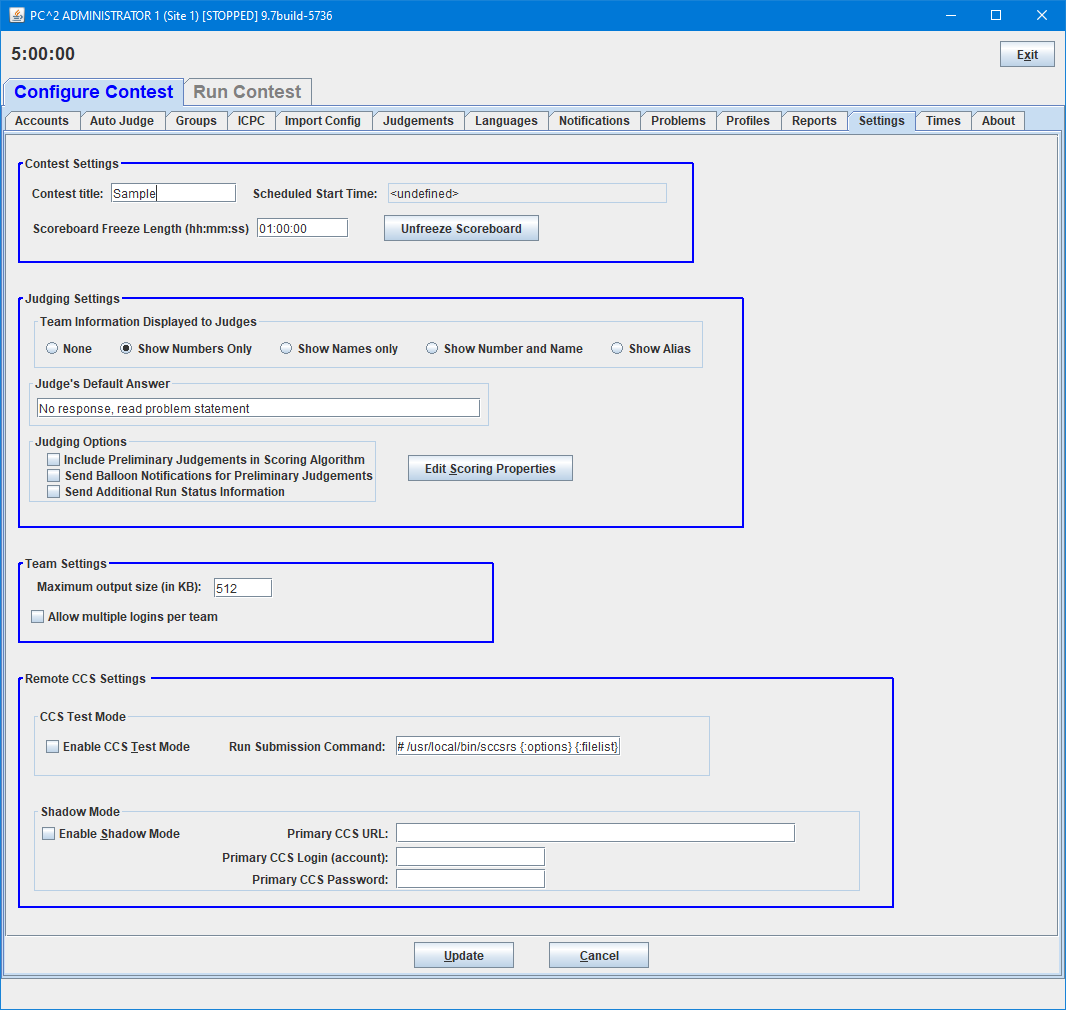 PC^2 ADMINISTRATOR 1 (Site 1) [STOPPED] 9.7build-5736
5:00:00
Exit
Configure Contest Run Contest
Accounts Auto Judge Groups ICPC Import Config Judgements Languages Notifications Problems Profiles Reports Settings Times About
Contest Settings
Contest title: Sample Scheduled Start Time: <undefined>
Scoreboard Freeze Length (hh:mm:ss) 01:00:00 Unfreeze Scoreboard
Judging Settings
Team Information Displayed to Judges
None Show Numbers Only Show Names only Show Number and Name Show Alias
Judge's Default Answer
No response, read problem statement
Judging Options
Include Preliminary Judgements in Scoring Algorithm
Edit Scoring Properties
Send Balloon Notifications for Preliminary Judgements
Send Additional Run Status Information
Team Settings
Maximum output size (in KB): 512
Allow multiple logins per team
Remote CCS Settings
CCS Test Mode
Enable CCS Test Mode Run Submission Command: # /usr/local/bin/sccsrs {:options} {:filelist}
Shadow Mode
Enable Shadow Mode Primary CCS URL:
Primary CCS Login (account):
Primary CCS Password:
Update Cancel